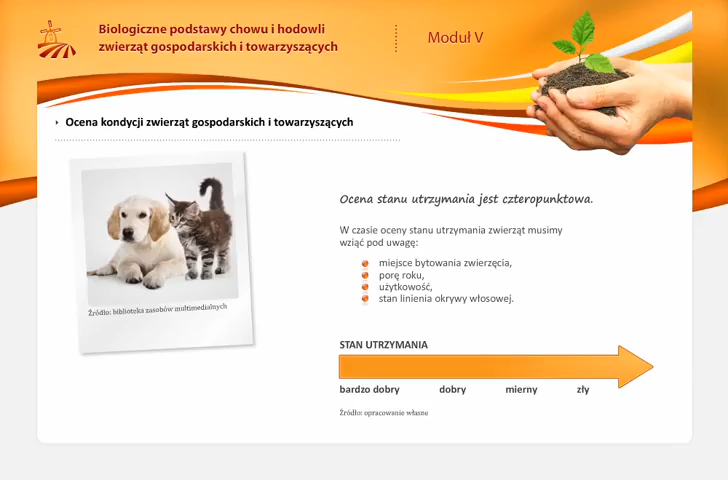 Biologiczne podstawy chowu i hodowli
zwierząt gospodarskich i towarzyszących
Moduł V
Ocena kondycji zwierząt gospodarskich i towarzyszących
Źródło: biblioteka zasobów multimedialnych
Ocena stanu utrzymania jest czteropunktowa.
W czasie oceny stanu utrzymania zwierząt musimy
wziąć pod uwagę:
miejsce bytowania zwierzęcia,
porę roku,
użytkowość,
stan linienia okrywy włosowej.
STAN UTRZYMANIA
bardzo dobry dobry mierny zły
Źródło: opracowanie własne